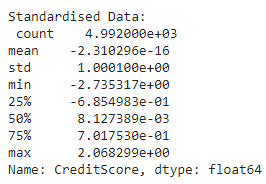 Standardised Data:
 count    4.992000e+03
mean    -2.310296e-16
std      1.000100e+00
min     -2.735317e+00
25%     -6.854983e-01
50%      8.127389e-03
75%      7.017530e-01
max      2.068299e+00
Name: CreditScore, dtype: float64